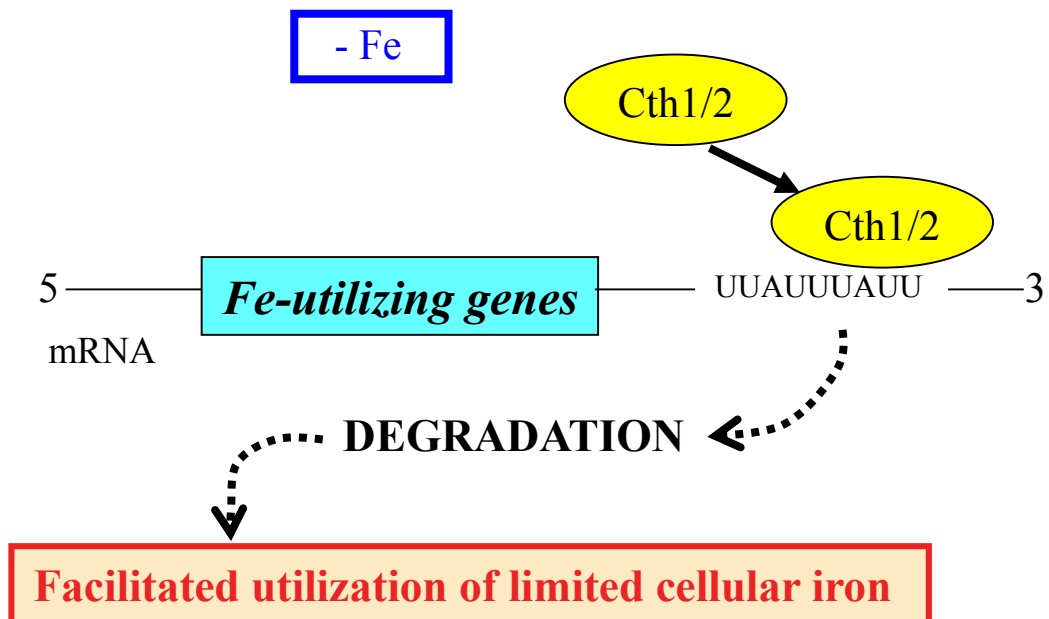 - Fe
Cth1/2
Cth1/2
5 Fe-utilizing genes UUAUUUAUU 3
mRNA
DEGRADATION
Facilitated utilization of limited cellular iron